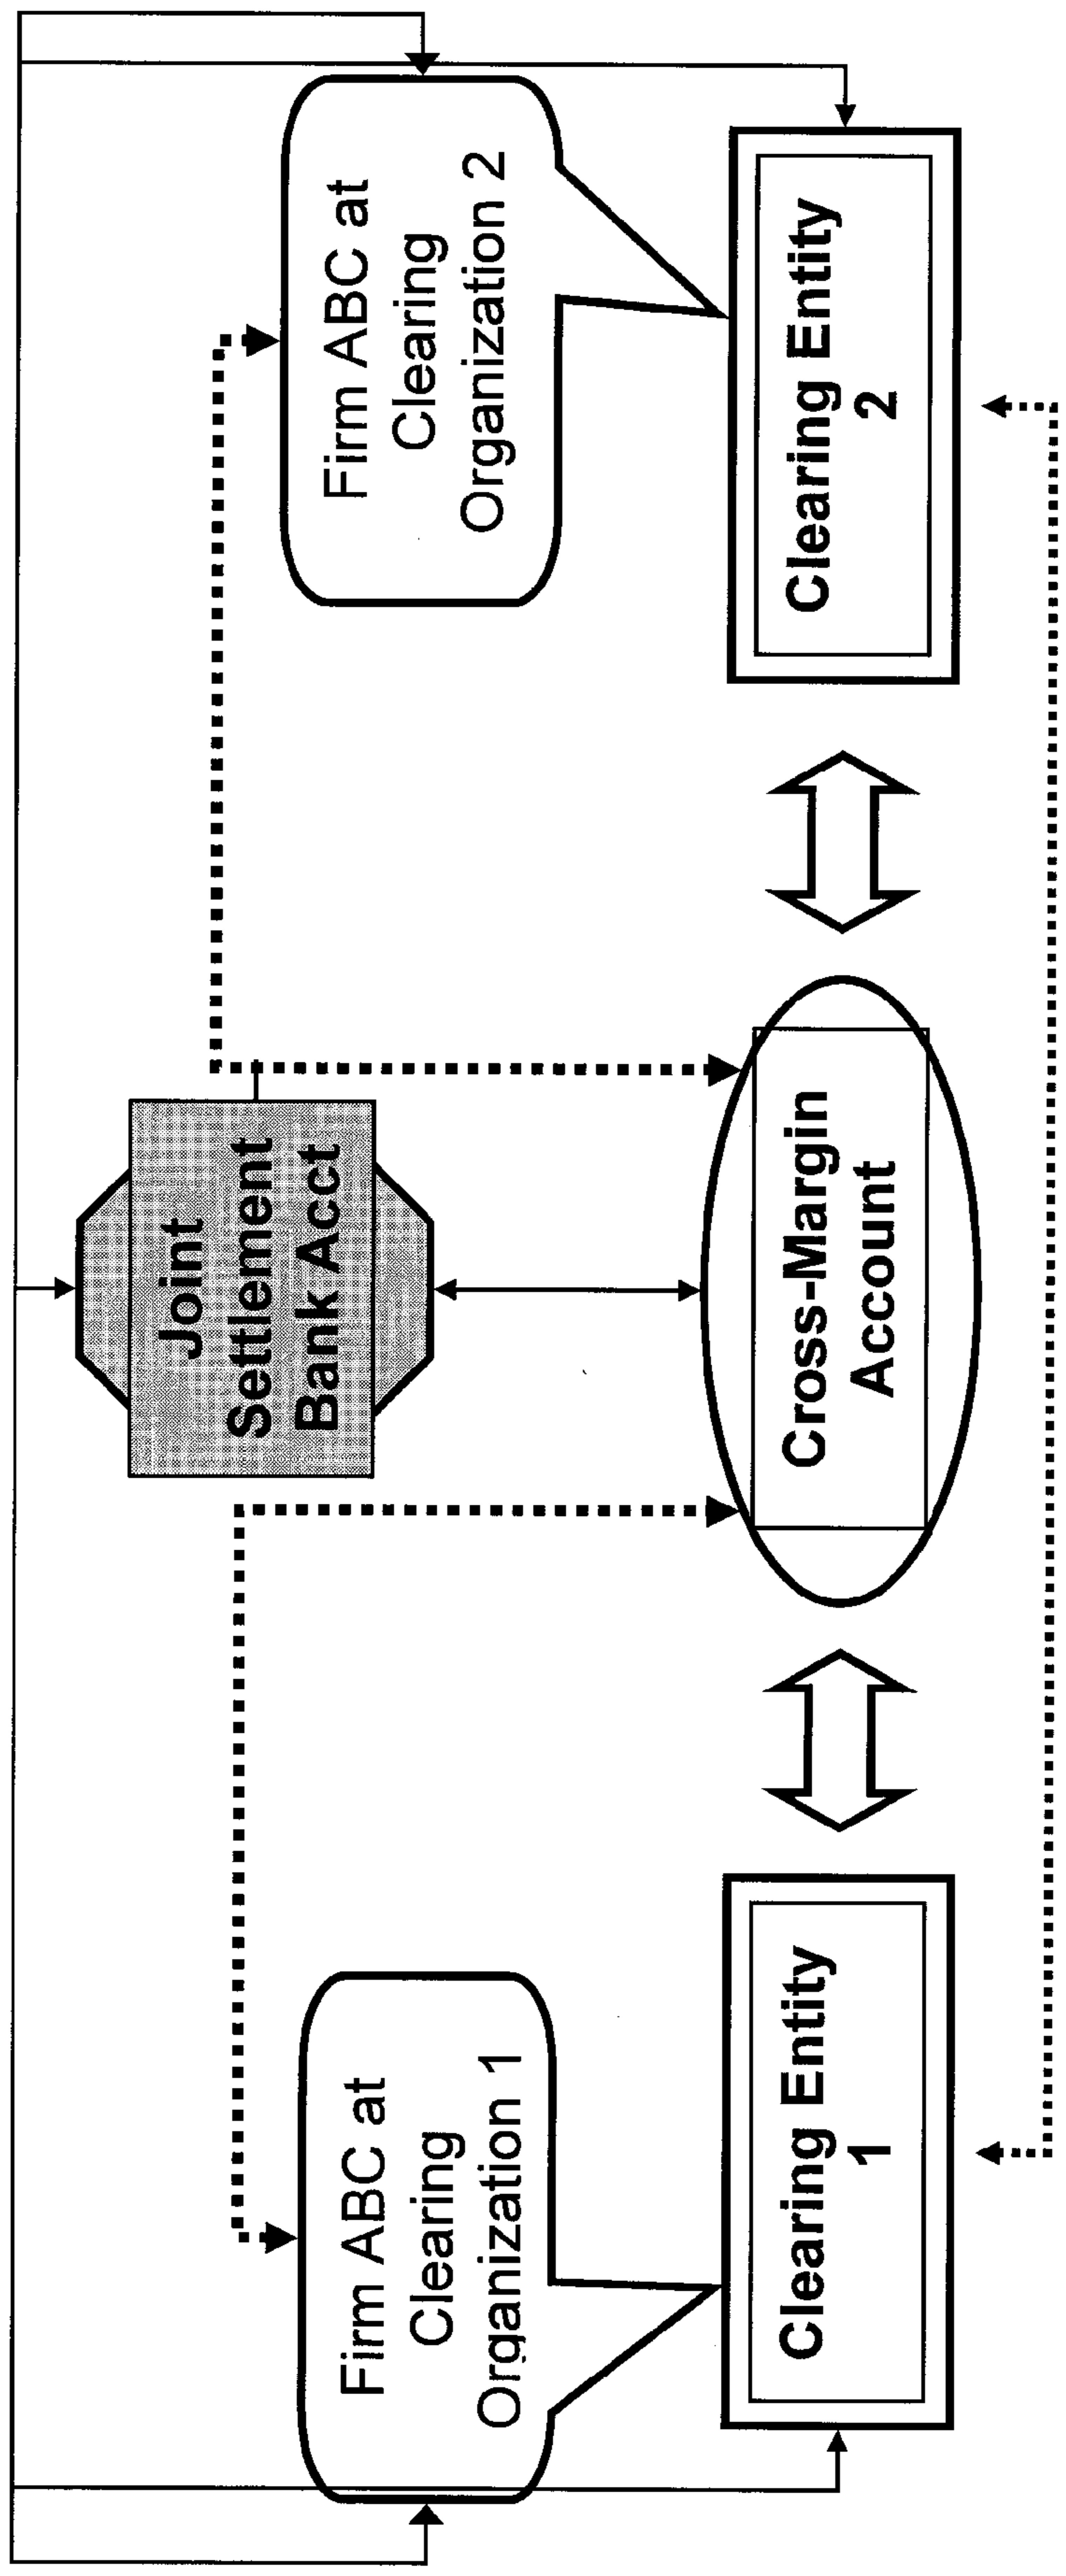 Joint
Settlement
Bank Acct
Firm ABC at
Clearing
Organization 1
Firm ABC at
Clearing
Organization 2
Clearing Entity
1
Cross-Margin
Account
Clearing Entity
2